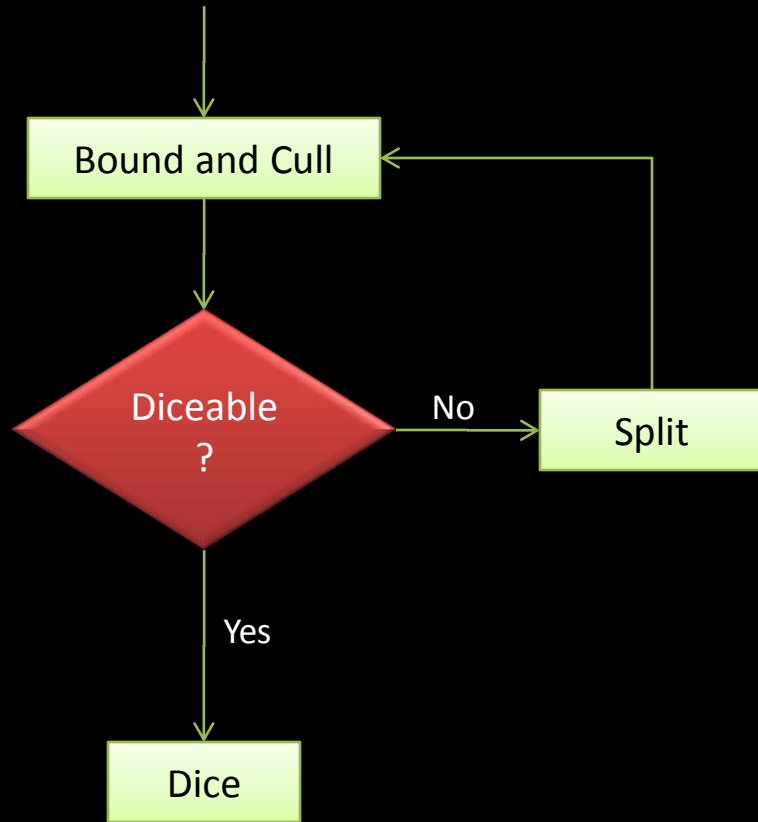 Bound and Cull
Diceable
?
No
Split
Yes
Dice